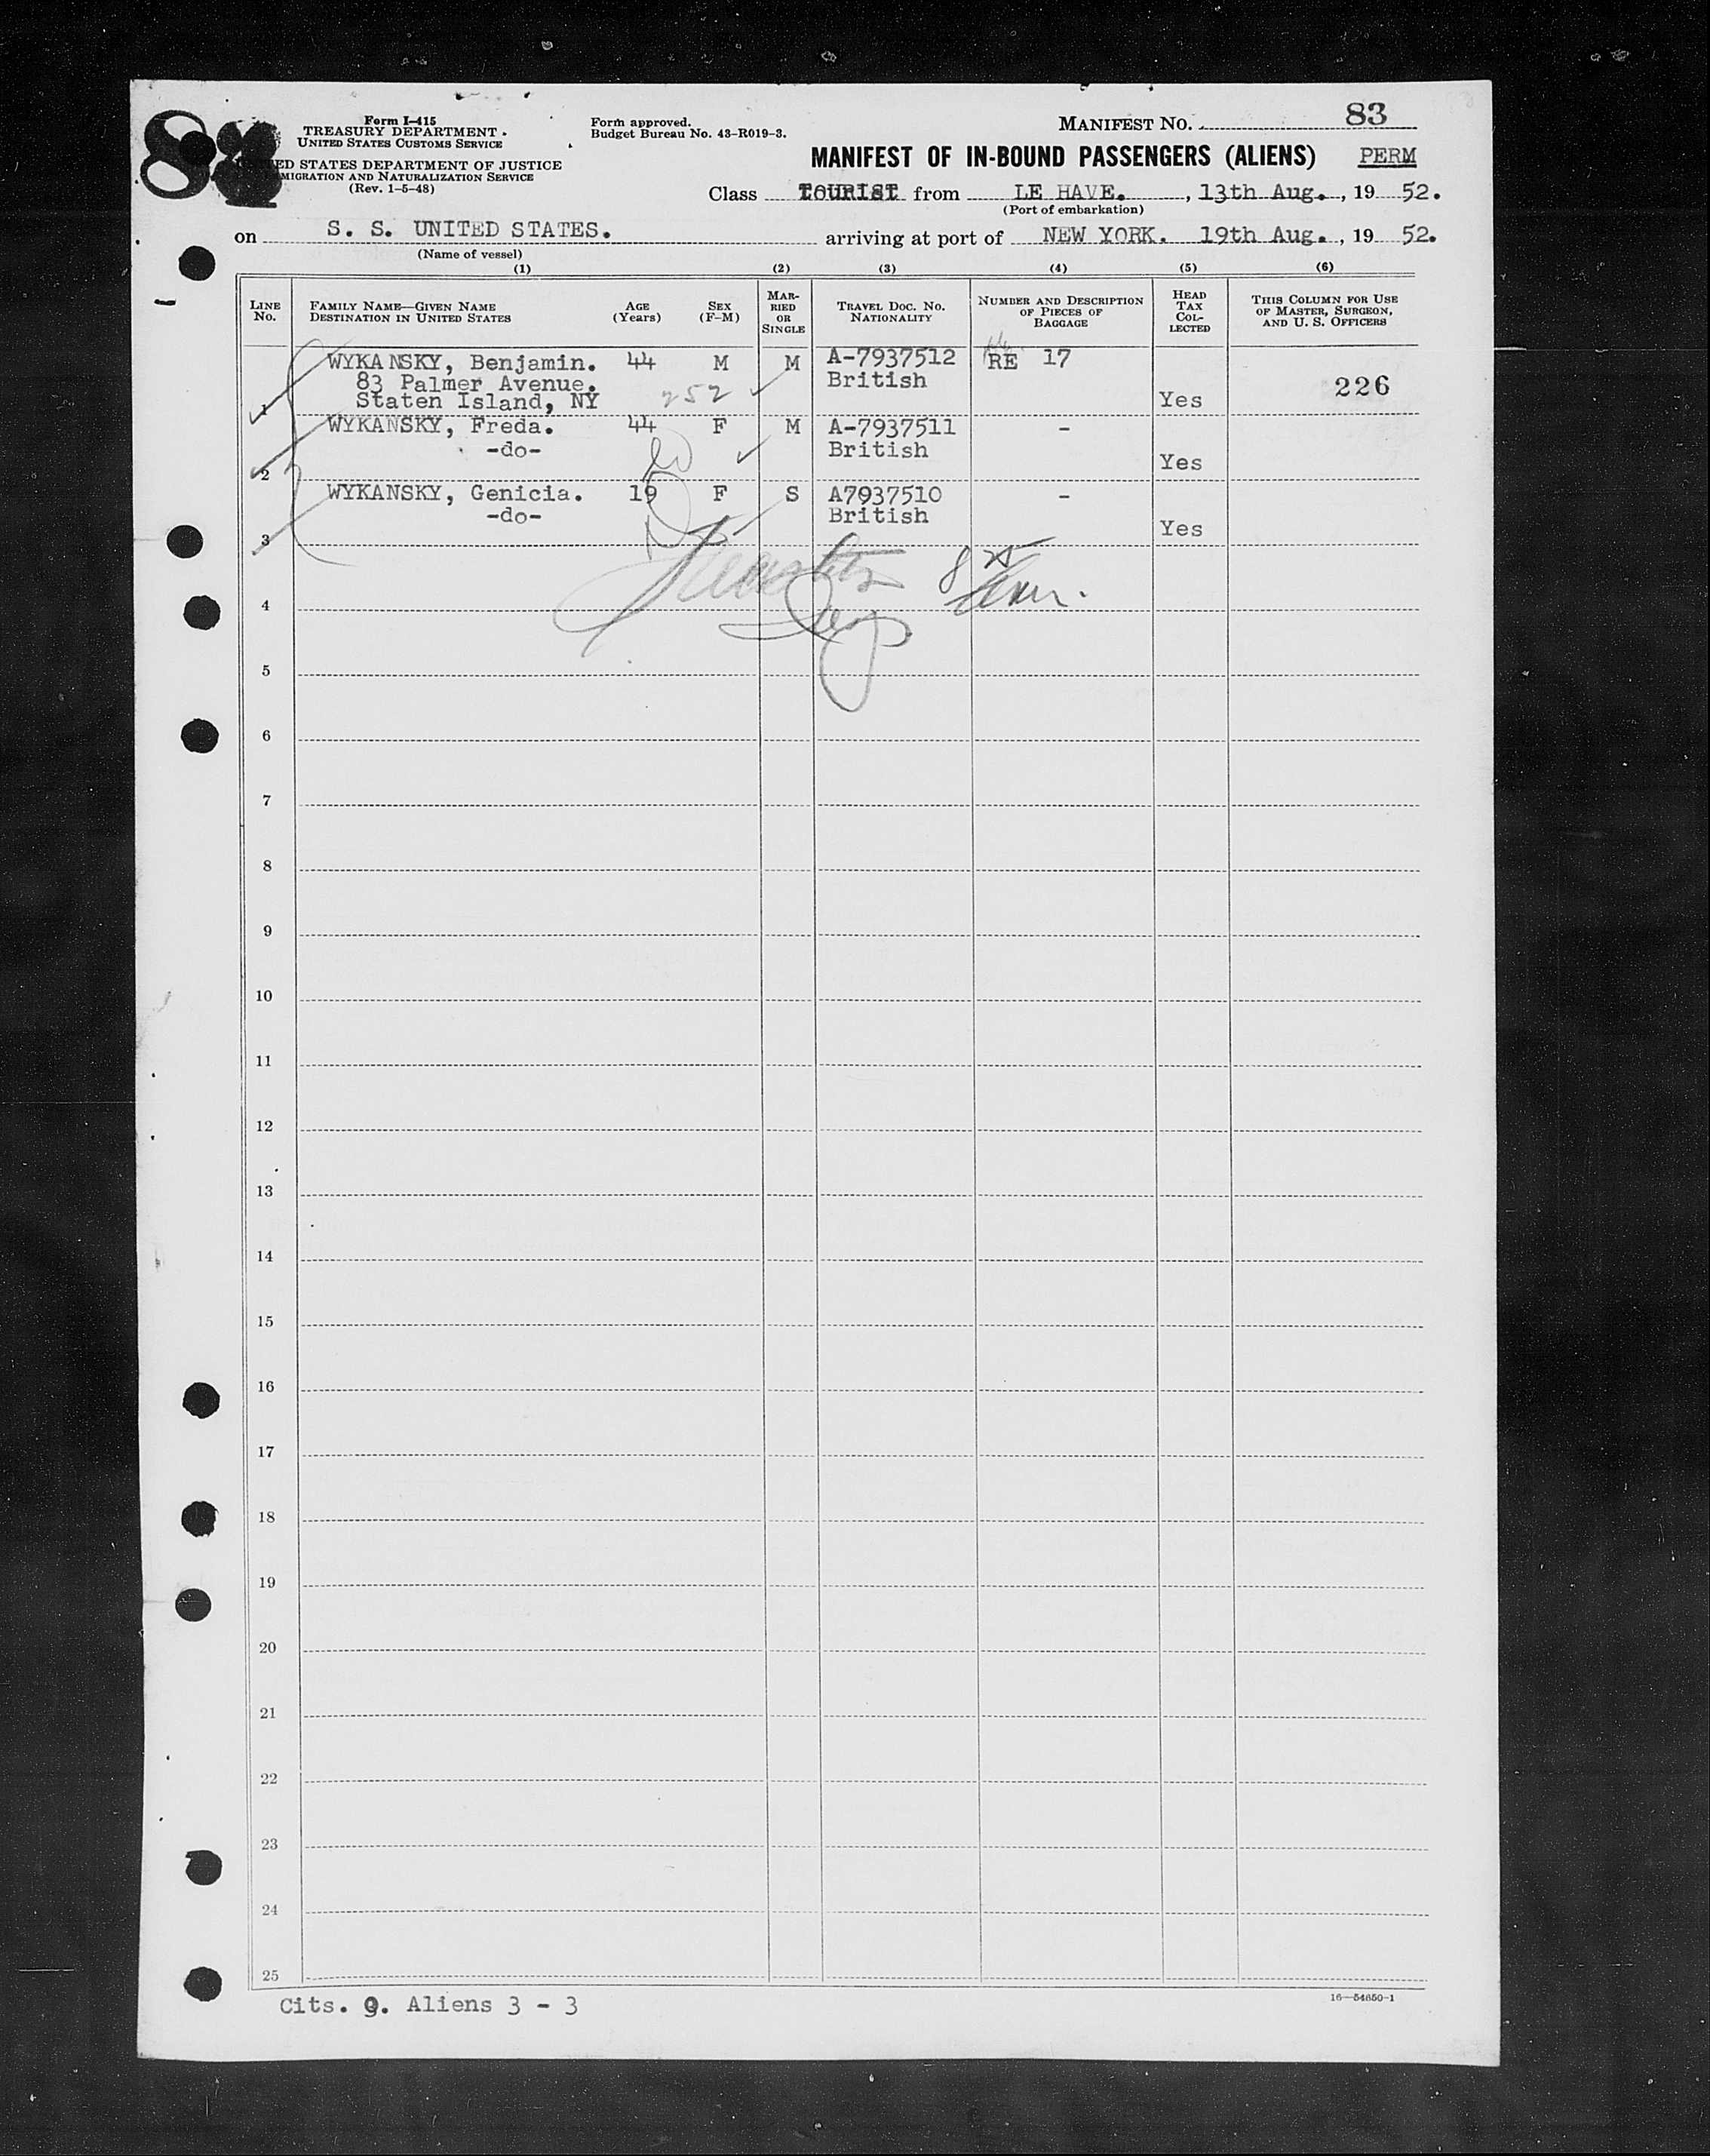 84
Form I-415
TREASURY DEPARTMENT
UNITED STATES CUSTOMS SERVICE
ED STATES DEPARTMENT OF JUSTICE
MIGRATION AND NATURALIZATION SERVICE
(Rev. 1-5-48)
Form approved.
Budget Bureau No. 43-R019-3.
MANIFEST NO. 83
MANIFEST OF IN-BOUND PASSENGERS (ALIENS) PERM
Class TOURIST from LE HAVE. , 13th Aug. , 19 52.
(Port of embarkation)
on S. S. UNITED STATES. arriving at port of NEW YORK. 19th Aug. , 19 52.
(Name of vessel)
(1) (2) (3) (4) (5) (6)
LINE No. FAMILY NAME—GIVEN NAME DESTINATION IN UNITED STATES AGE (Years) SEX (F-M) MARRIED OR SINGLE TRAVEL DOC. NO. NATIONALITY NUMBER AND DESCRIPTION OF PIECES OF BAGGAGE HEAD TAX COLLECTED THIS COLUMN FOR USE OF MASTER, SURGEON, AND U. S. OFFICERS
1 WYKANSKY, Benjamin. 44 M M A-7937512 RE 17
83 Palmer Avenue. British 226
Staten Island, NY 252 Yes
WYKANSKY, Freda. 44 F M A-7937511 -
-do- British
2 Yes
WYKANSKY, Genicia. 19 F S A7937510 -
-do- British
3 Yes
4
5
6
7
8
9
10
11
12
13
14
15
16
17
18
19
20
21
22
23
24
25
Cits. 0. Aliens 3 - 3
16—54650-1